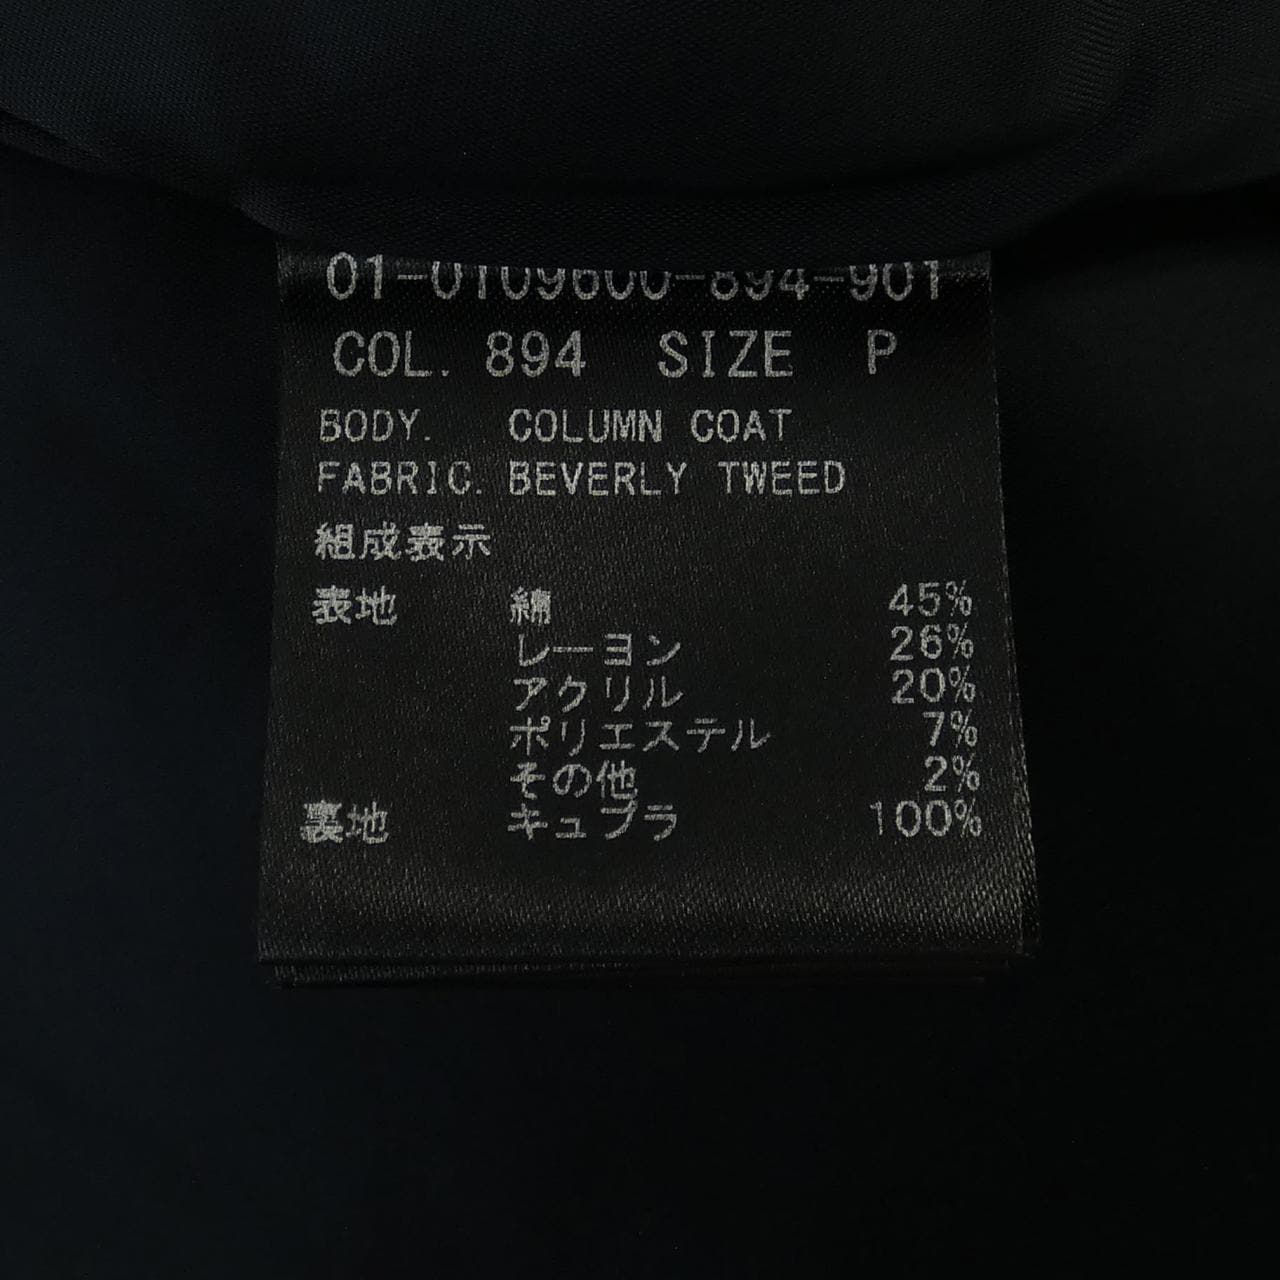 01-0109600-894-901
COL. 894 SIZE P
BODY. COLUMN COAT
FABRIC. BEVERLY TWEED
組成表示
表地 綿 45%
レーヨン 26%
アクリル 20%
ポリエステル 7%
その他 2%
裏地 キュプラ 100%